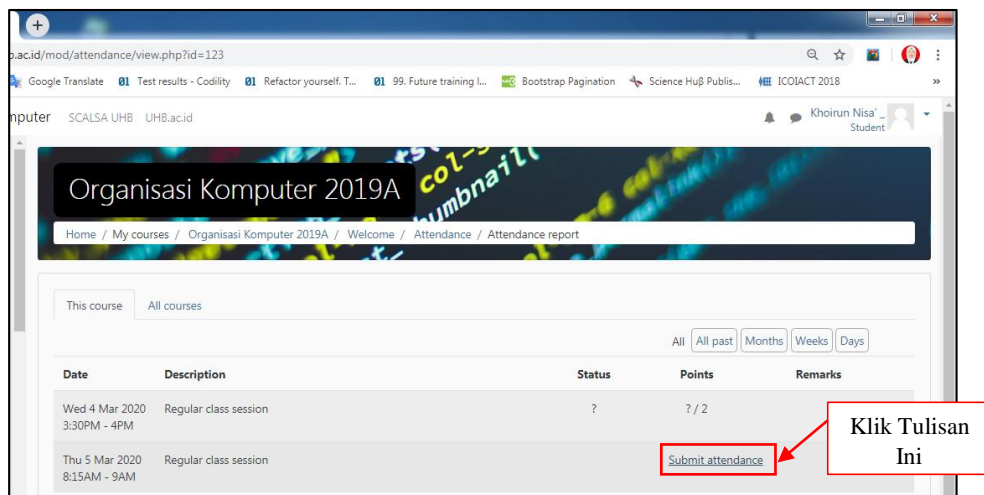 +
o.ac.id/mod/attendance/view.php?id=123
Google Translate 01 Test results - Codility 01 Refactor yourself. T... 01 99. Future training l... Bootstrap Pagination Science Huß Publis... ICOIACT 2018 »
mputer SCALSA UHB UHB.ac.id Khoirun Nisa' _
Student
Organisasi Komputer 2019A
Home / My courses / Organisasi Komputer 2019A / Welcome / Attendance / Attendance report
This course All courses
All All past Months Weeks Days
Date Description Status Points Remarks
Wed 4 Mar 2020 Regular class session ? ? / 2
3:30PM - 4PM
Thu 5 Mar 2020 Regular class session Submit attendance
8:15AM - 9AM
Klik Tulisan
Ini